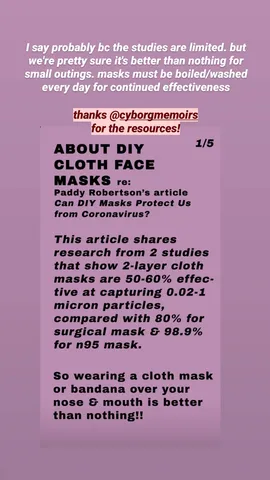 I say probably bc the studies are limited. but
we're pretty sure it's better than nothing for
small outings. masks must be boiled/washed
every day for continued effectiveness
thanks @cyborgmemoirs
for the resources!
1/5
ABOUT DIY
CLOTH FACE
MASKS re:
Paddy Robertson's article
Can DIY Masks Protect Us
from Coronavirus?
This article shares
research from 2 studies
that show 2-layer cloth
masks are 50-60% effec-
tive at capturing 0.02-1
micron particles,
compared with 80% for
surgical mask & 98.9%
for n95 mask.
So wearing a cloth mask
or bandana over your
nose & mouth is better
than nothing!!